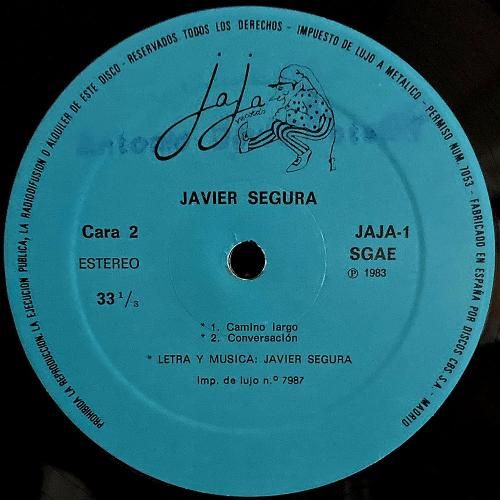 PROHIBIDA LA REPRODUCCION, LA EJECUCION PUBLICA, LA RADIODIFUSION O ALQUILER DE ESTE DISCO - RESERVADOS TODOS LOS DERECHOS - IMPUESTO DE LUJO A METALICO - PERMISO NUM. 7053 - FABRICADO EN ESPAÑA POR DISCOS CBS S.A. - MADRID
jaja
records
JAVIER SEGURA
Cara 2
JAJA-1
SGAE
ESTEREO
℗ 1983
33 1/3
* 1. Camino largo
* 2. Conversación
* LETRA Y MUSICA: JAVIER SEGURA
Imp. de lujo n.º 7987